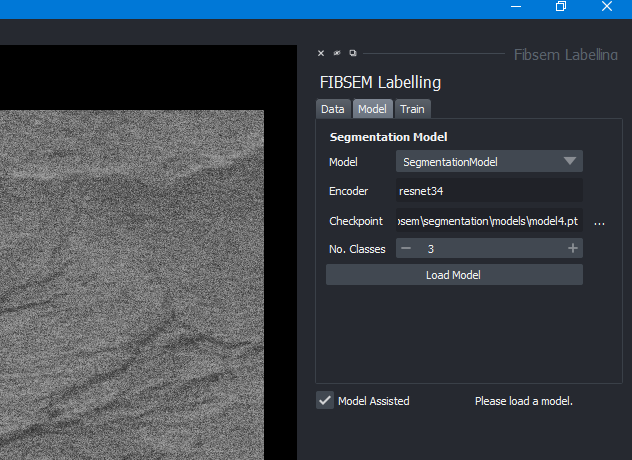 Fibsem Labelling
FIBSEM Labelling
Data Model Train
Segmentation Model
Model SegmentationModel
Encoder resnet34
Checkpoint osem\segmentation\models\model4.pt ...
No. Classes − 3 +
Load Model
Model Assisted Please load a model.